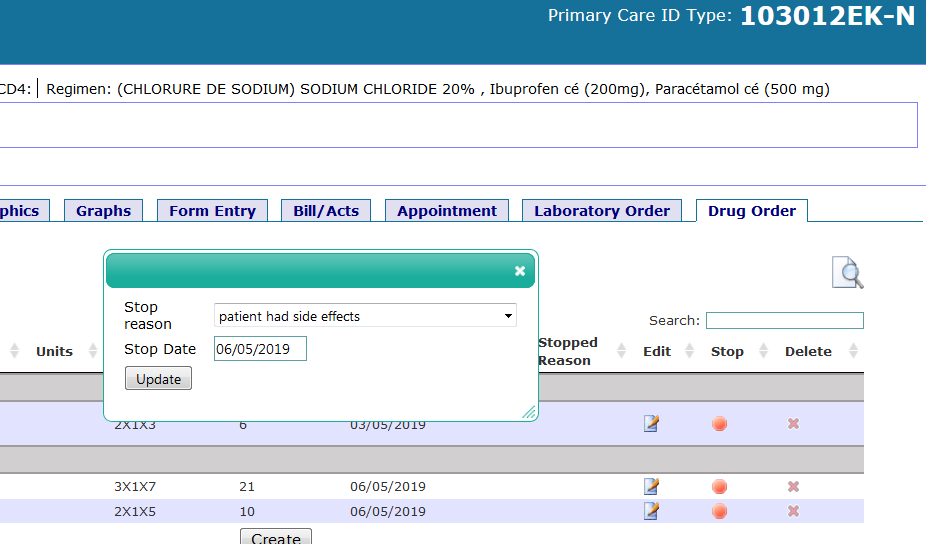 Primary Care ID Type: 103012EK-N
CD4: Regimen: (CHLORURE DE SODIUM) SODIUM CHLORIDE 20% , Ibuprofen cé (200mg), Paracétamol cé (500 mg)
phics Graphs Form Entry Bill/Acts Appointment Laboratory Order Drug Order
Stop
reason
patient had side effects
Stop Date 06/05/2019
Update
Search:
Units Stopped
Reason Edit Stop Delete
2X1X3 6 03/05/2019
3X1X7 21 06/05/2019
2X1X5 10 06/05/2019
Create